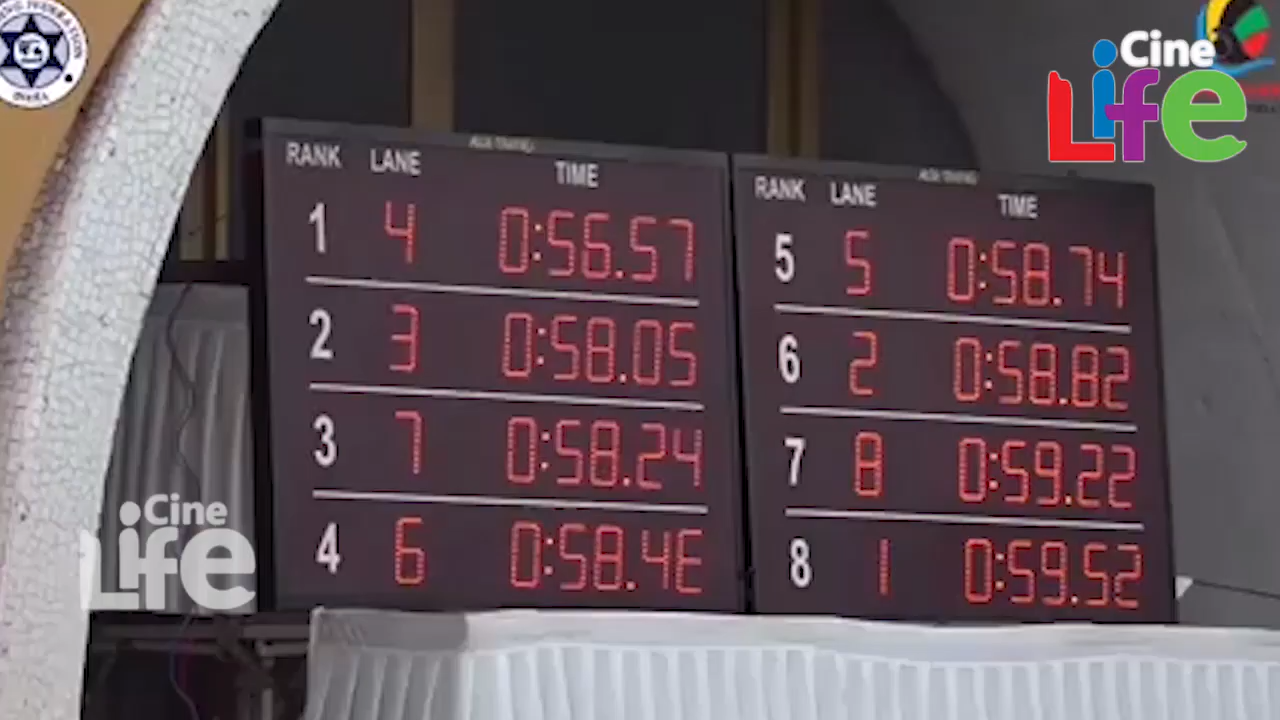 Cine
Life
RANK LANE TIME
1 4 0:56.57
2 3 0:58.05
3 7 0:58.24
4 6 0:58.4E
RANK LANE TIME
5 5 0:58.74
6 2 0:58.82
7 8 0:59.22
8 1 0:59.52
Cine
Life